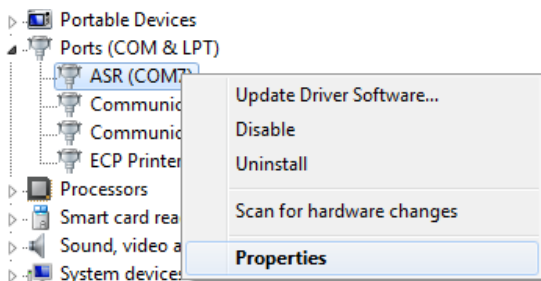 Portable Devices
Ports (COM & LPT)
ASR (COM7)
Communic
Communic
ECP Printer
Processors
Smart card rea
Sound, video a
System devices
Update Driver Software...
Disable
Uninstall
Scan for hardware changes
Properties